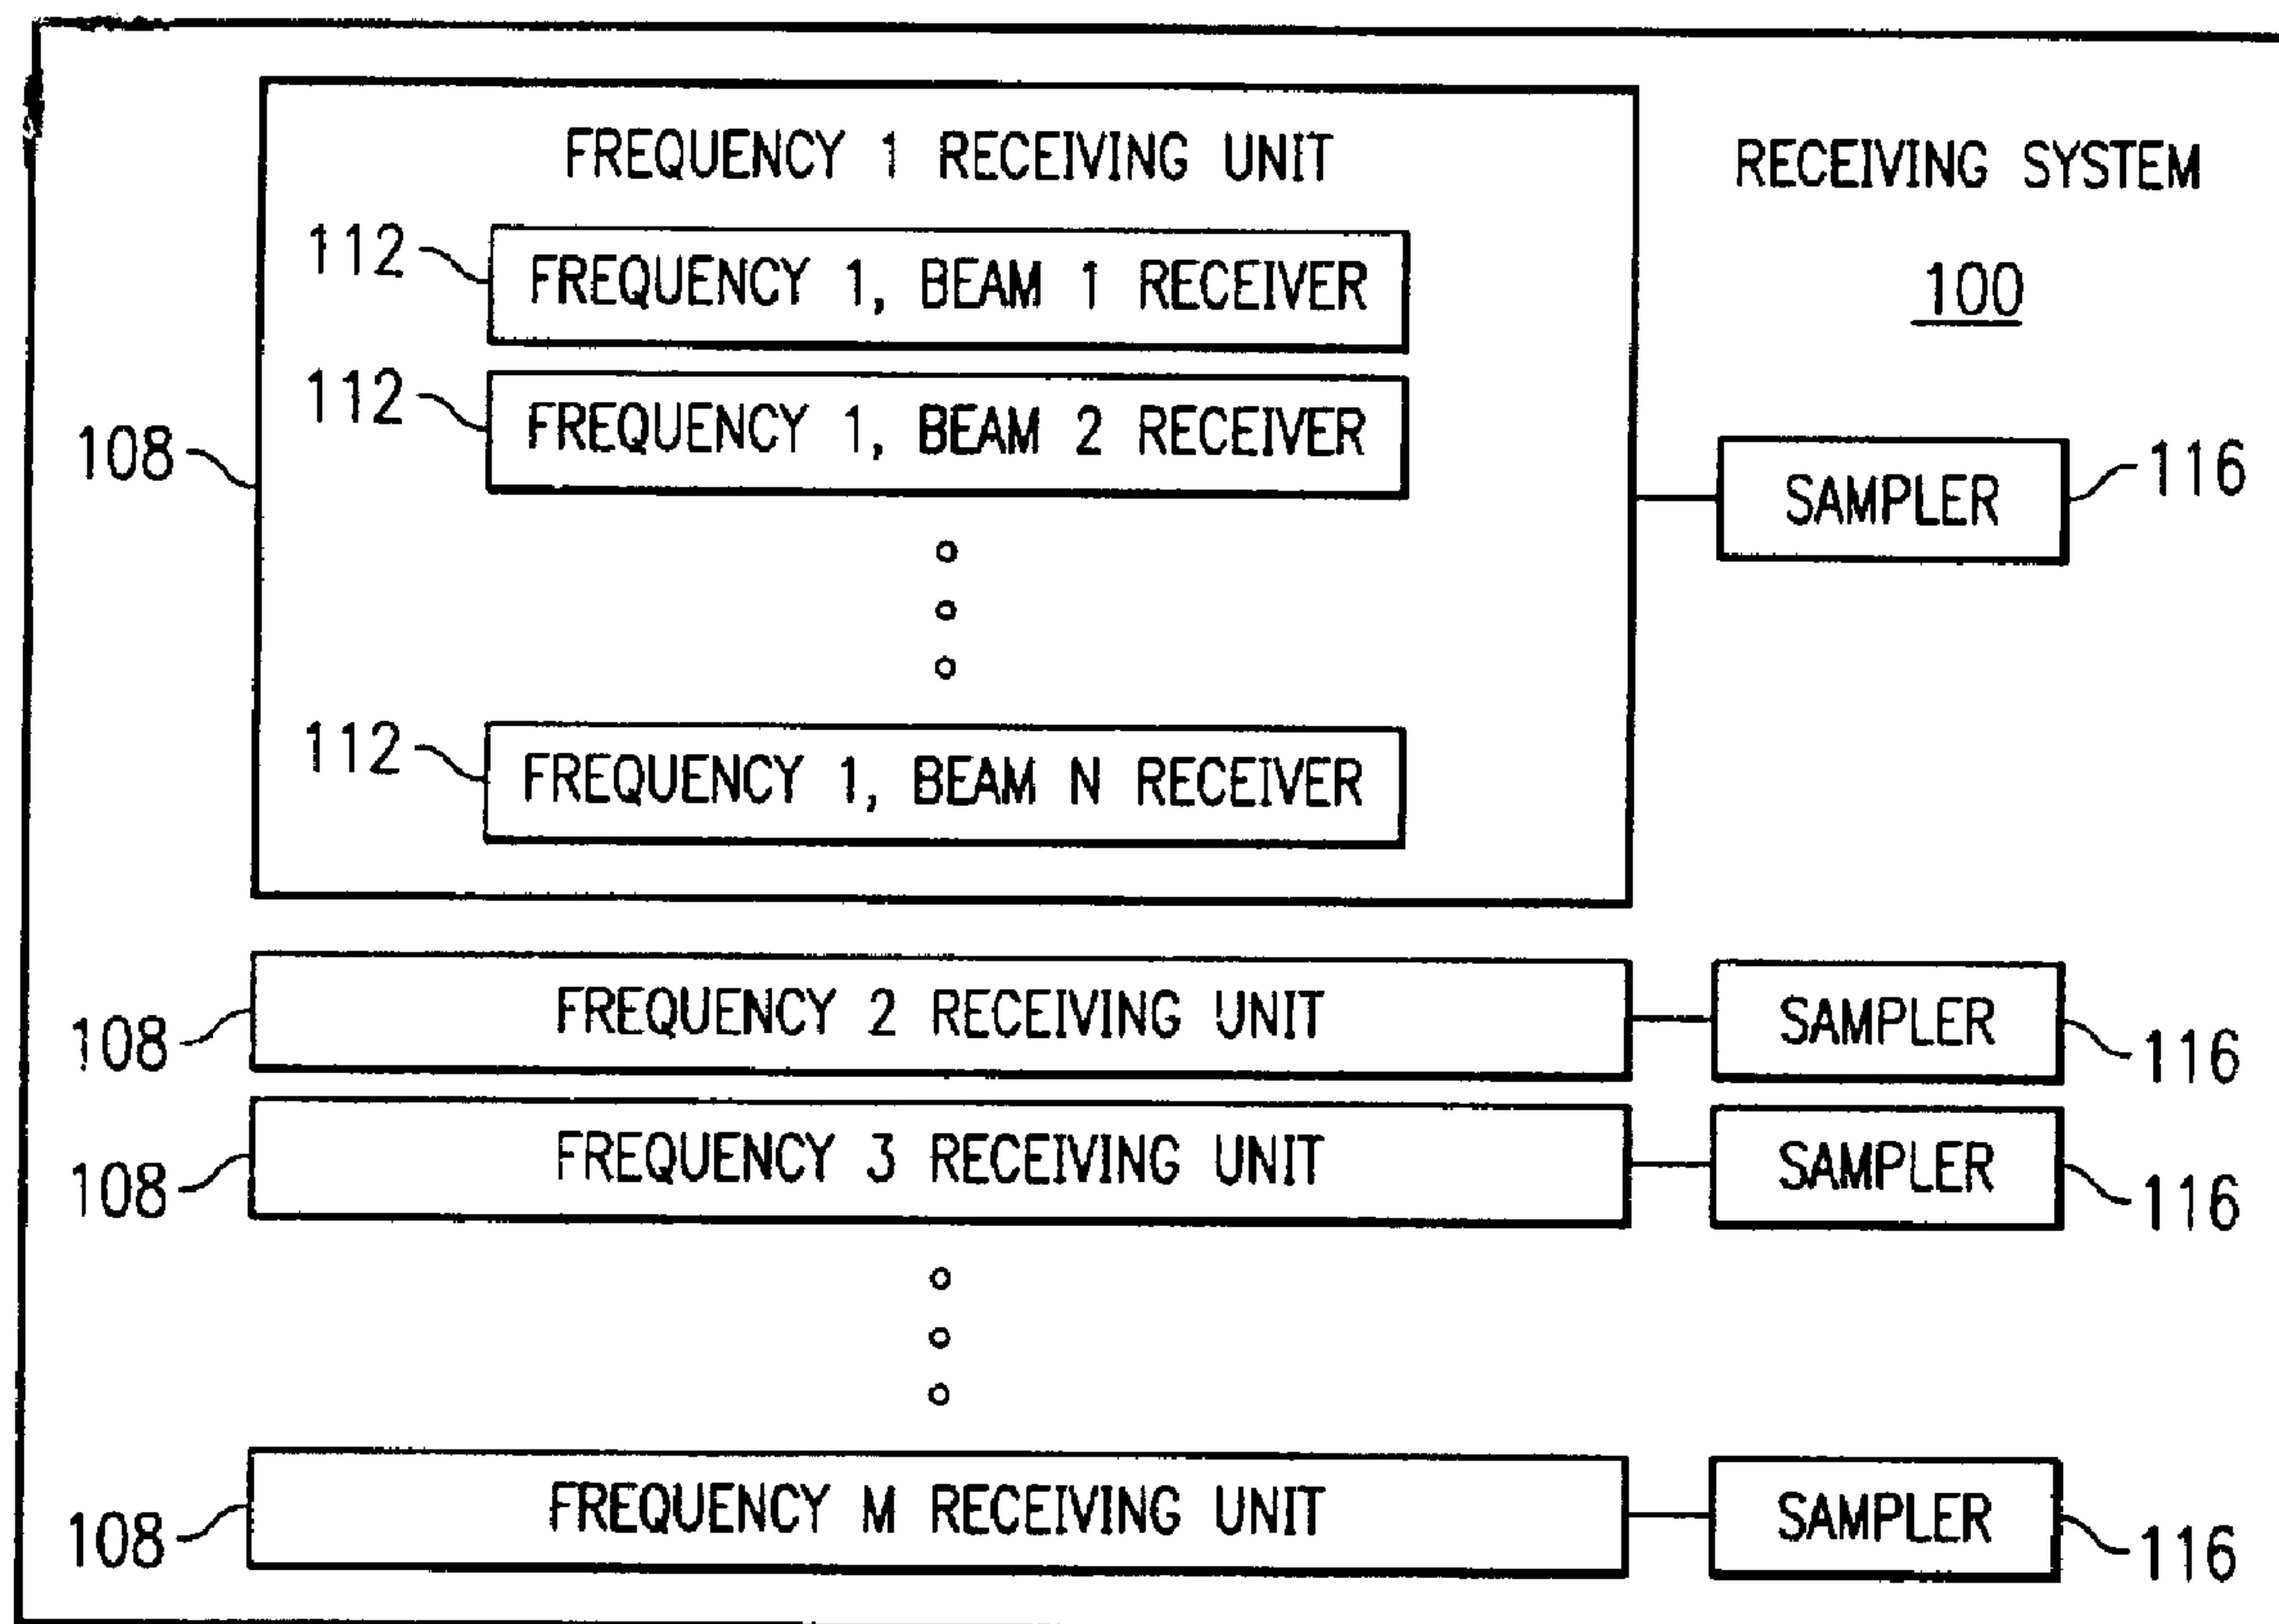 FREQUENCY 1 RECEIVING UNIT
RECEIVING SYSTEM
100
112
FREQUENCY 1, BEAM 1 RECEIVER
112
FREQUENCY 1, BEAM 2 RECEIVER
108
SAMPLER
116
112
FREQUENCY 1, BEAM N RECEIVER
108
FREQUENCY 2 RECEIVING UNIT
SAMPLER
116
108
FREQUENCY 3 RECEIVING UNIT
SAMPLER
116
108
FREQUENCY M RECEIVING UNIT
SAMPLER
116